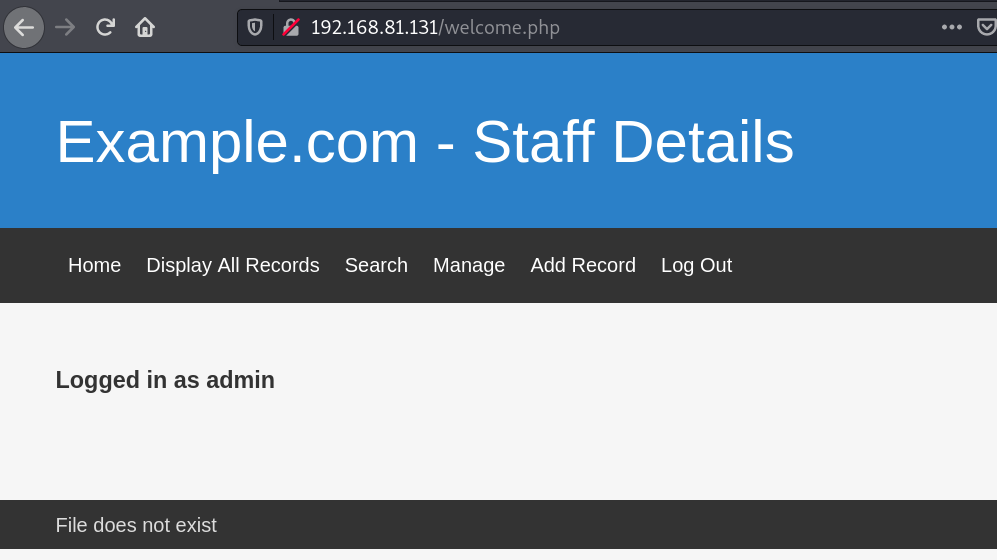 192.168.81.131/welcome.php
Example.com - Staff Details
Home Display All Records Search Manage Add Record Log Out
Logged in as admin
File does not exist